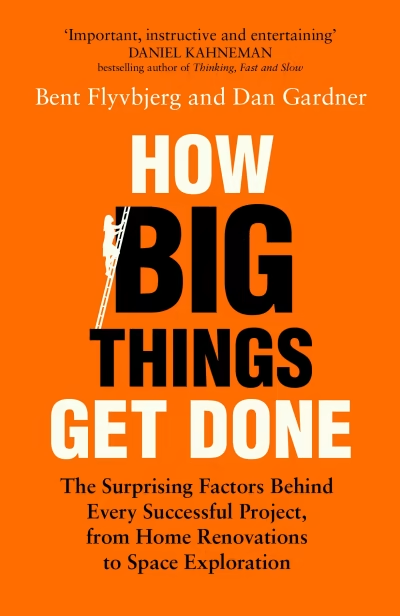 ‘Important, instructive and entertaining’
DANIEL KAHNEMAN
bestselling author of Thinking, Fast and Slow
Bent Flyvbjerg and Dan Gardner
HOW
BIG
THINGS
GET DONE
The Surprising Factors Behind
Every Successful Project,
from Home Renovations
to Space Exploration